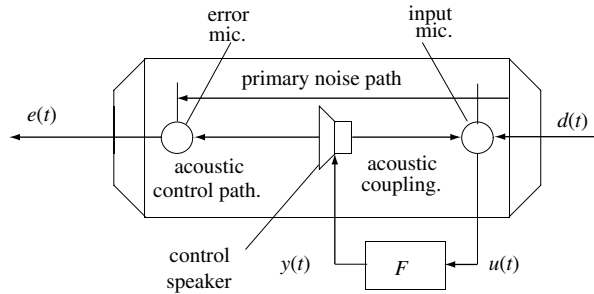 error
mic.
input
mic.
primary noise path
e(t)
d(t)
acoustic
control path.
acoustic
coupling.
control
speaker
y(t)
F
u(t)